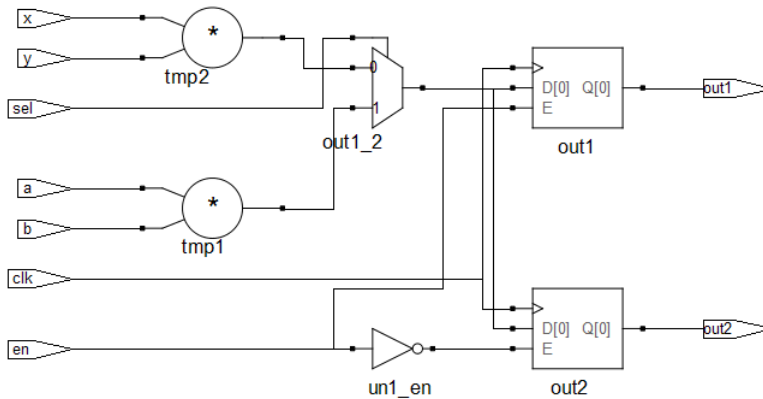 x
*
y
tmp2
sel
0
1
out1_2
D[0] Q[0]
E
out1
out1
a
*
b
tmp1
clk
D[0] Q[0]
E
out2
out2
en
un1_en